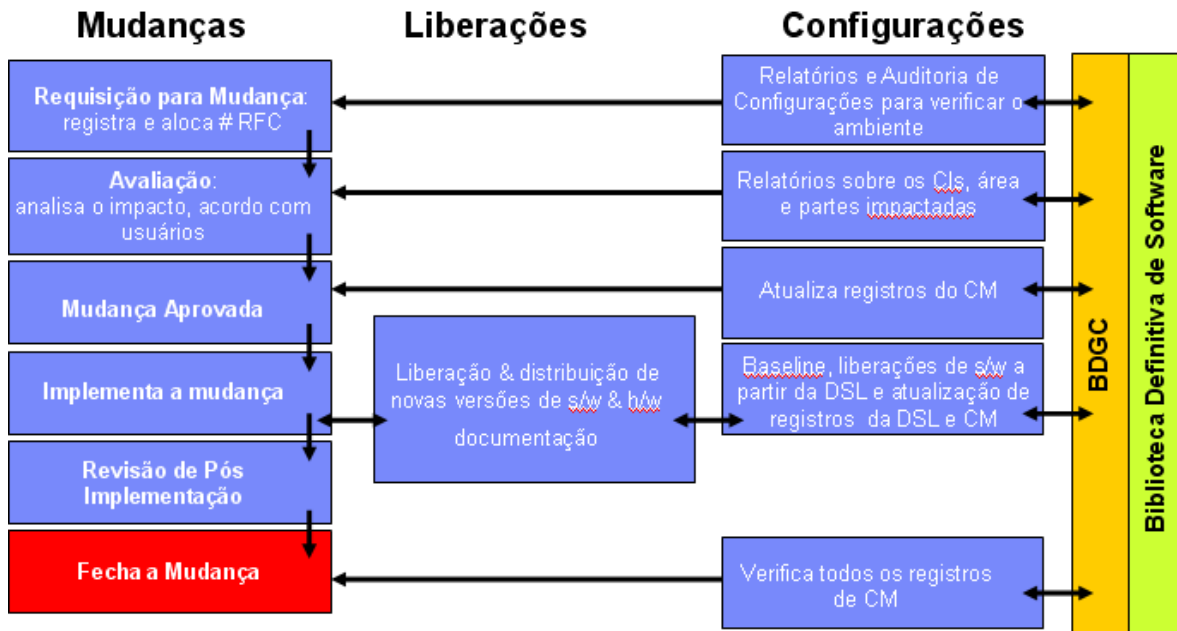 Mudanças
Liberações
Configurações
Requisição para Mudança:
registra e aloca # RFC
Relatórios e Auditoria de
Configurações para verificar o
ambiente
Avaliação:
analisa o impacto, acordo com
usuários
Relatórios sobre os CIs, área
e partes impactadas
Mudança Aprovada
Atualiza registros do CM
Implementa a mudança
Liberação & distribuição de
novas versões de s/w & h/w
documentação
Baseline, liberações de s/w a
partir da DSL e atualização de
registros da DSL e CM
Revisão de Pós
Implementação
Fecha a Mudança
Verifica todos os registros
de CM
BDGC
Biblioteca Definitiva de Software